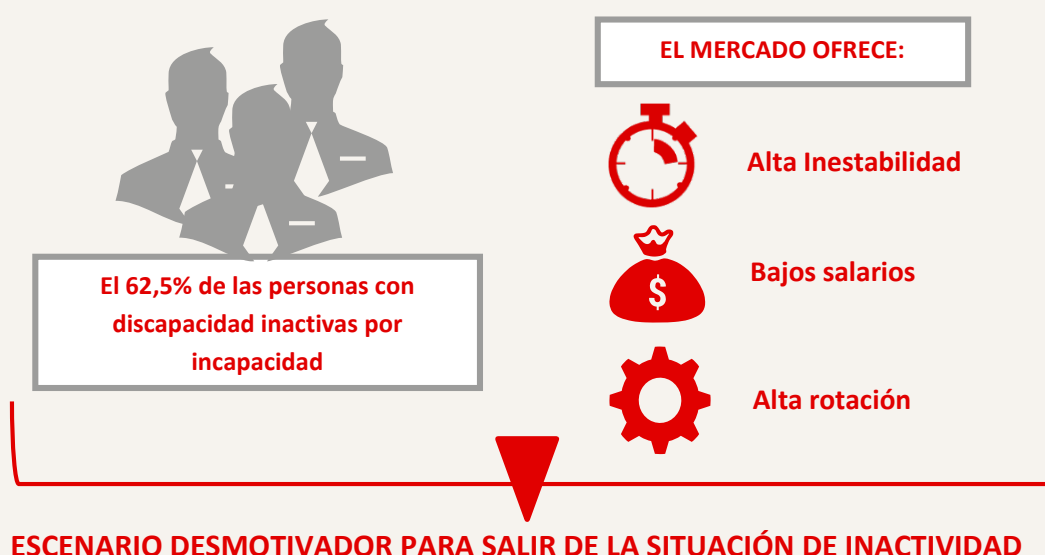 El 62,5% de las personas con
discapacidad inactivas por
incapacidad
EL MERCADO OFRECE:
Alta Inestabilidad
$
Bajos salarios
Alta rotación
ESCENARIO DESMOTIVADOR PARA SALIR DE LA SITUACIÓN DE INACTIVIDAD